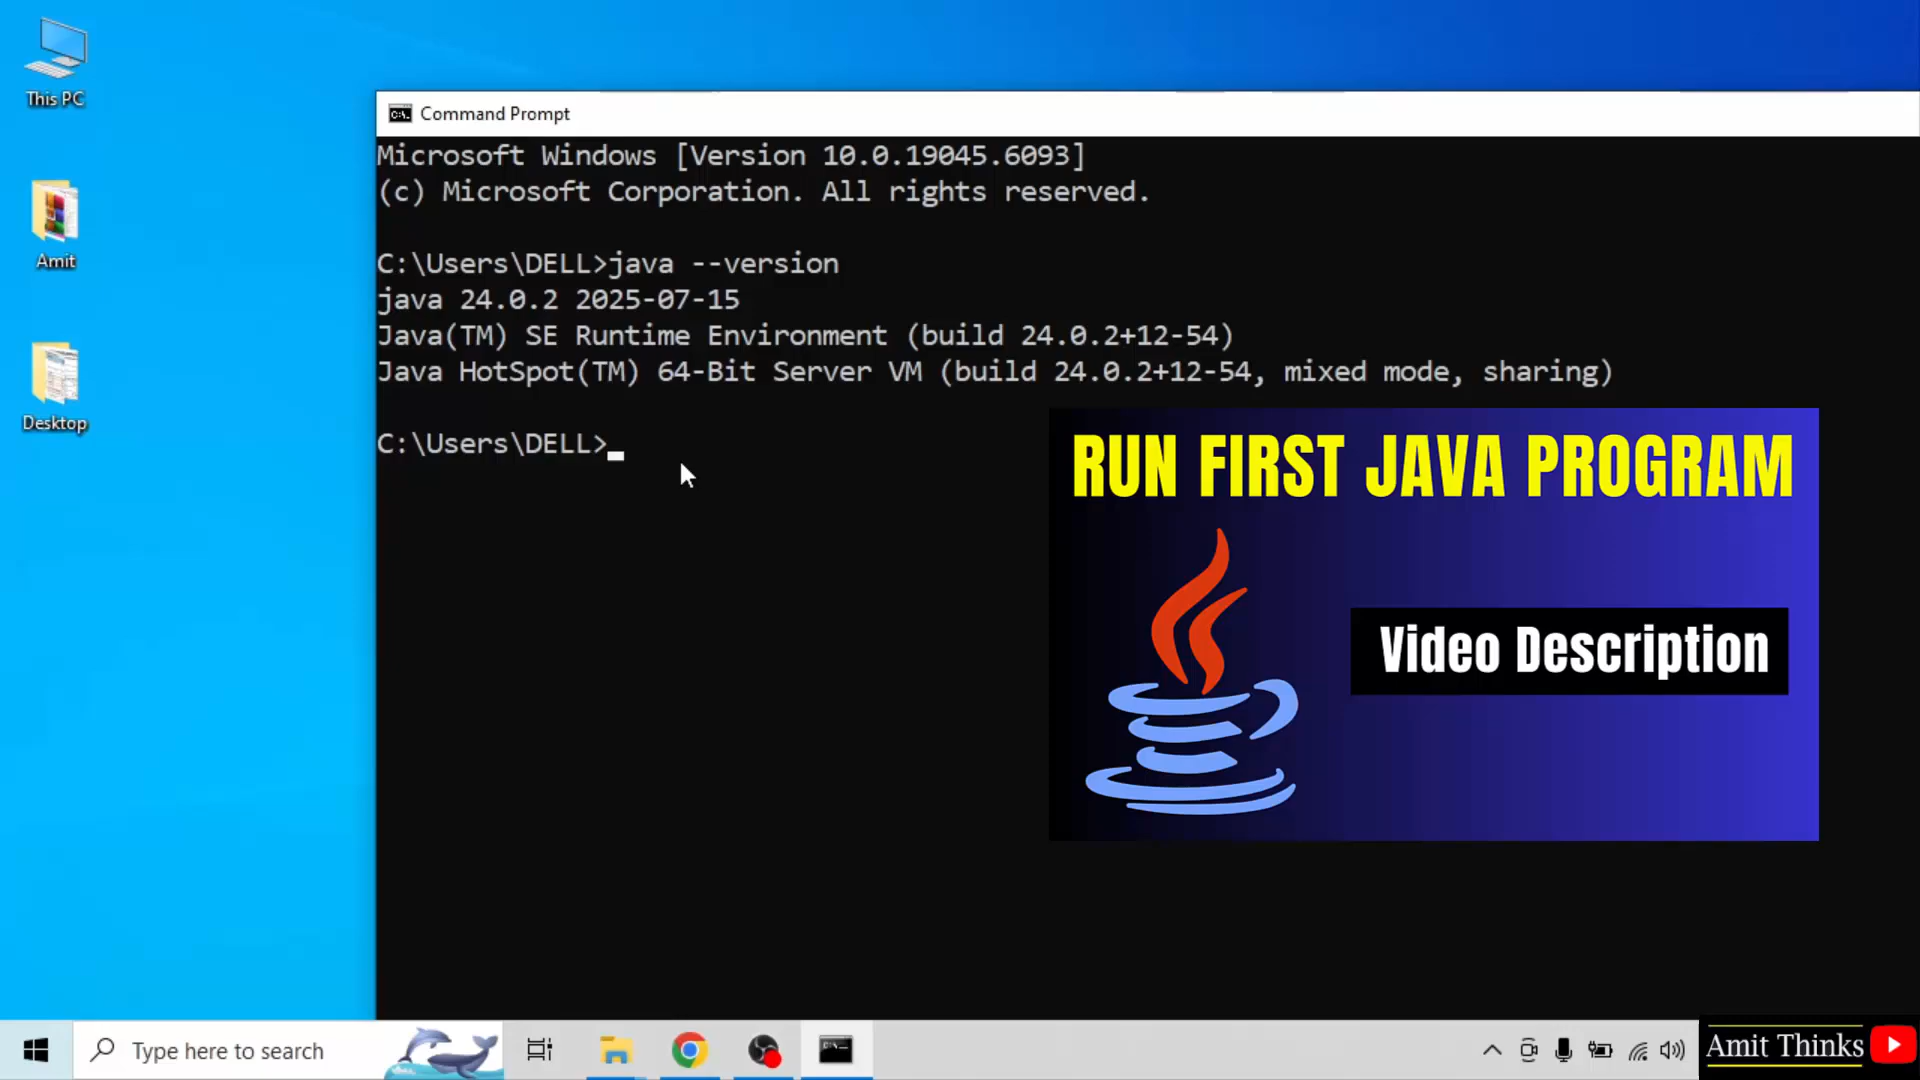 This PC
Amit
Desktop
Command Prompt
Microsoft Windows [Version 10.0.19045.6093]
(c) Microsoft Corporation. All rights reserved.
C:\Users\DELL>java --version
java 24.0.2 2025-07-15
Java(TM) SE Runtime Environment (build 24.0.2+12-54)
Java HotSpot(TM) 64-Bit Server VM (build 24.0.2+12-54, mixed mode, sharing)
C:\Users\DELL>
RUN FIRST JAVA PROGRAM
Video Description
Type here to search
Amit Thinks